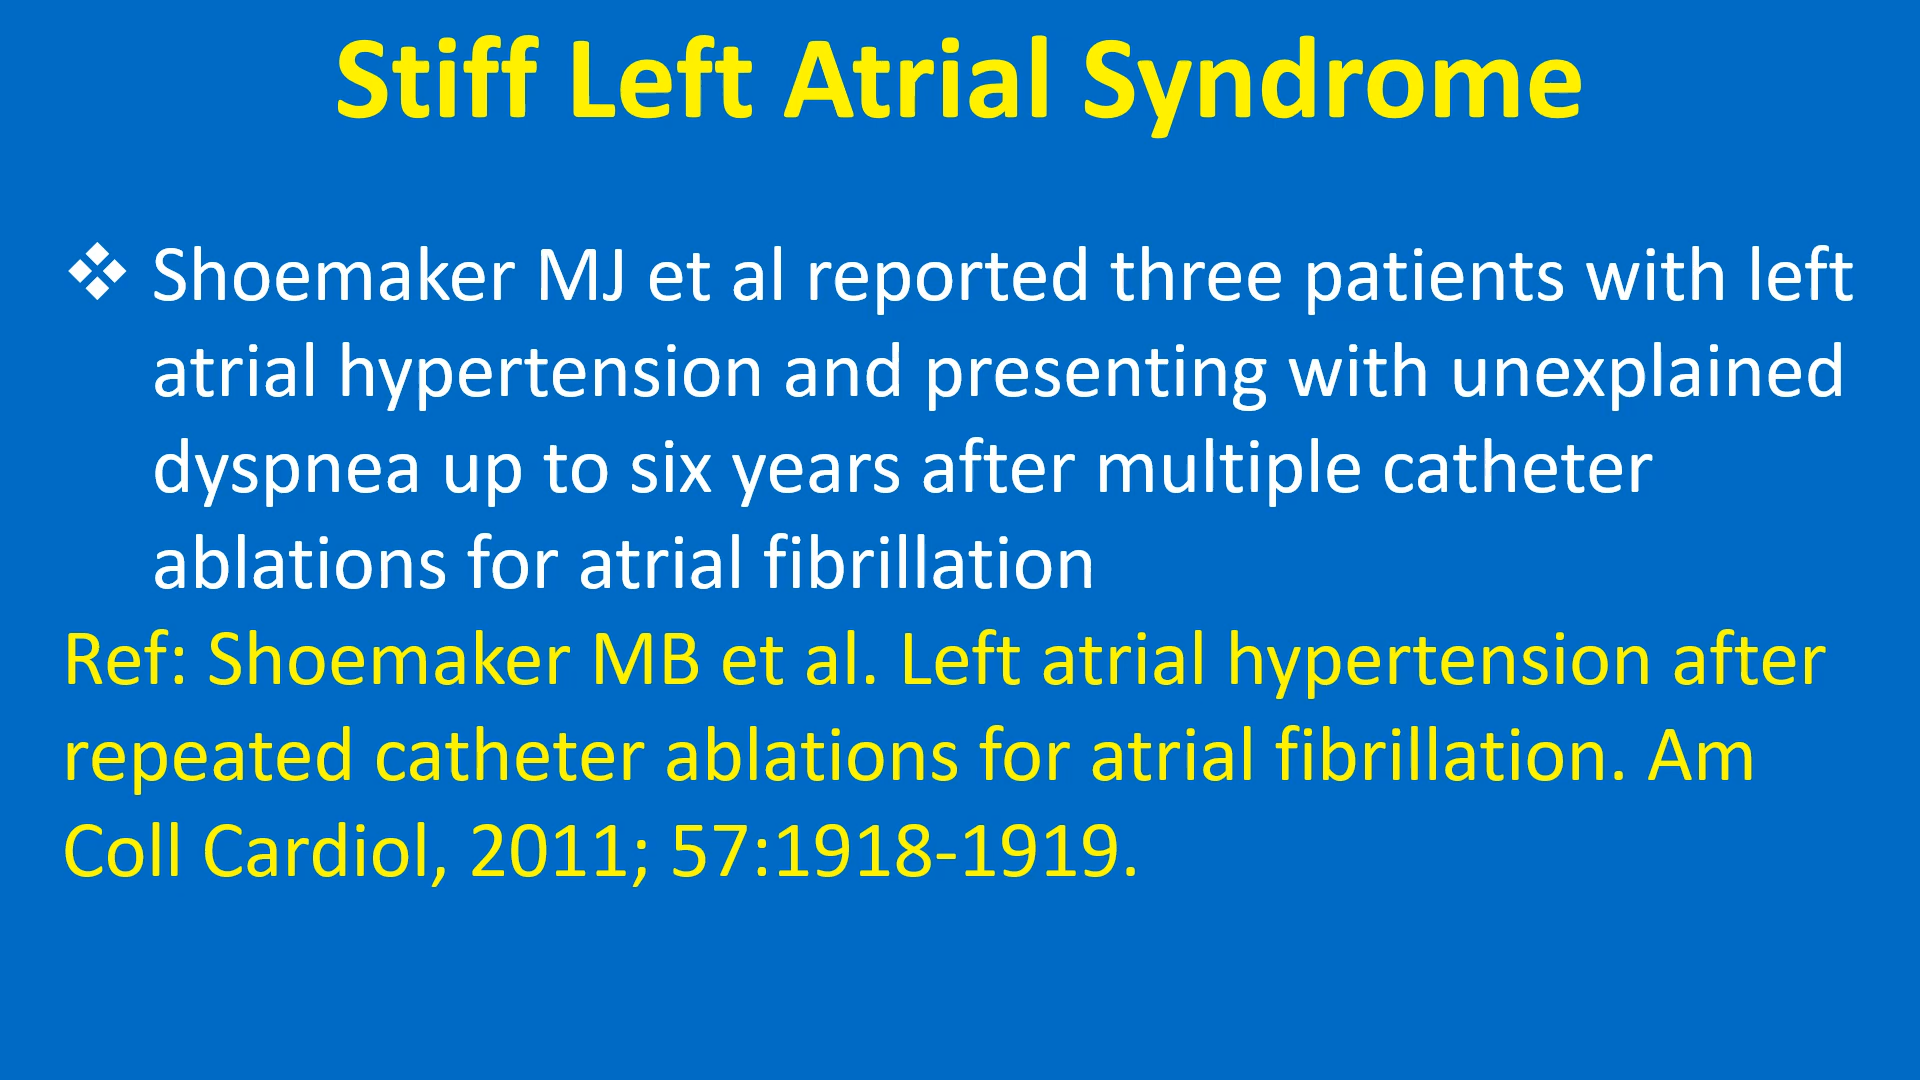 Stiff Left Atrial Syndrome
❖ Shoemaker MJ et al reported three patients with left
atrial hypertension and presenting with unexplained
dyspnea up to six years after multiple catheter
ablations for atrial fibrillation
Ref: Shoemaker MB et al. Left atrial hypertension after
repeated catheter ablations for atrial fibrillation. Am
Coll Cardiol, 2011; 57:1918-1919.